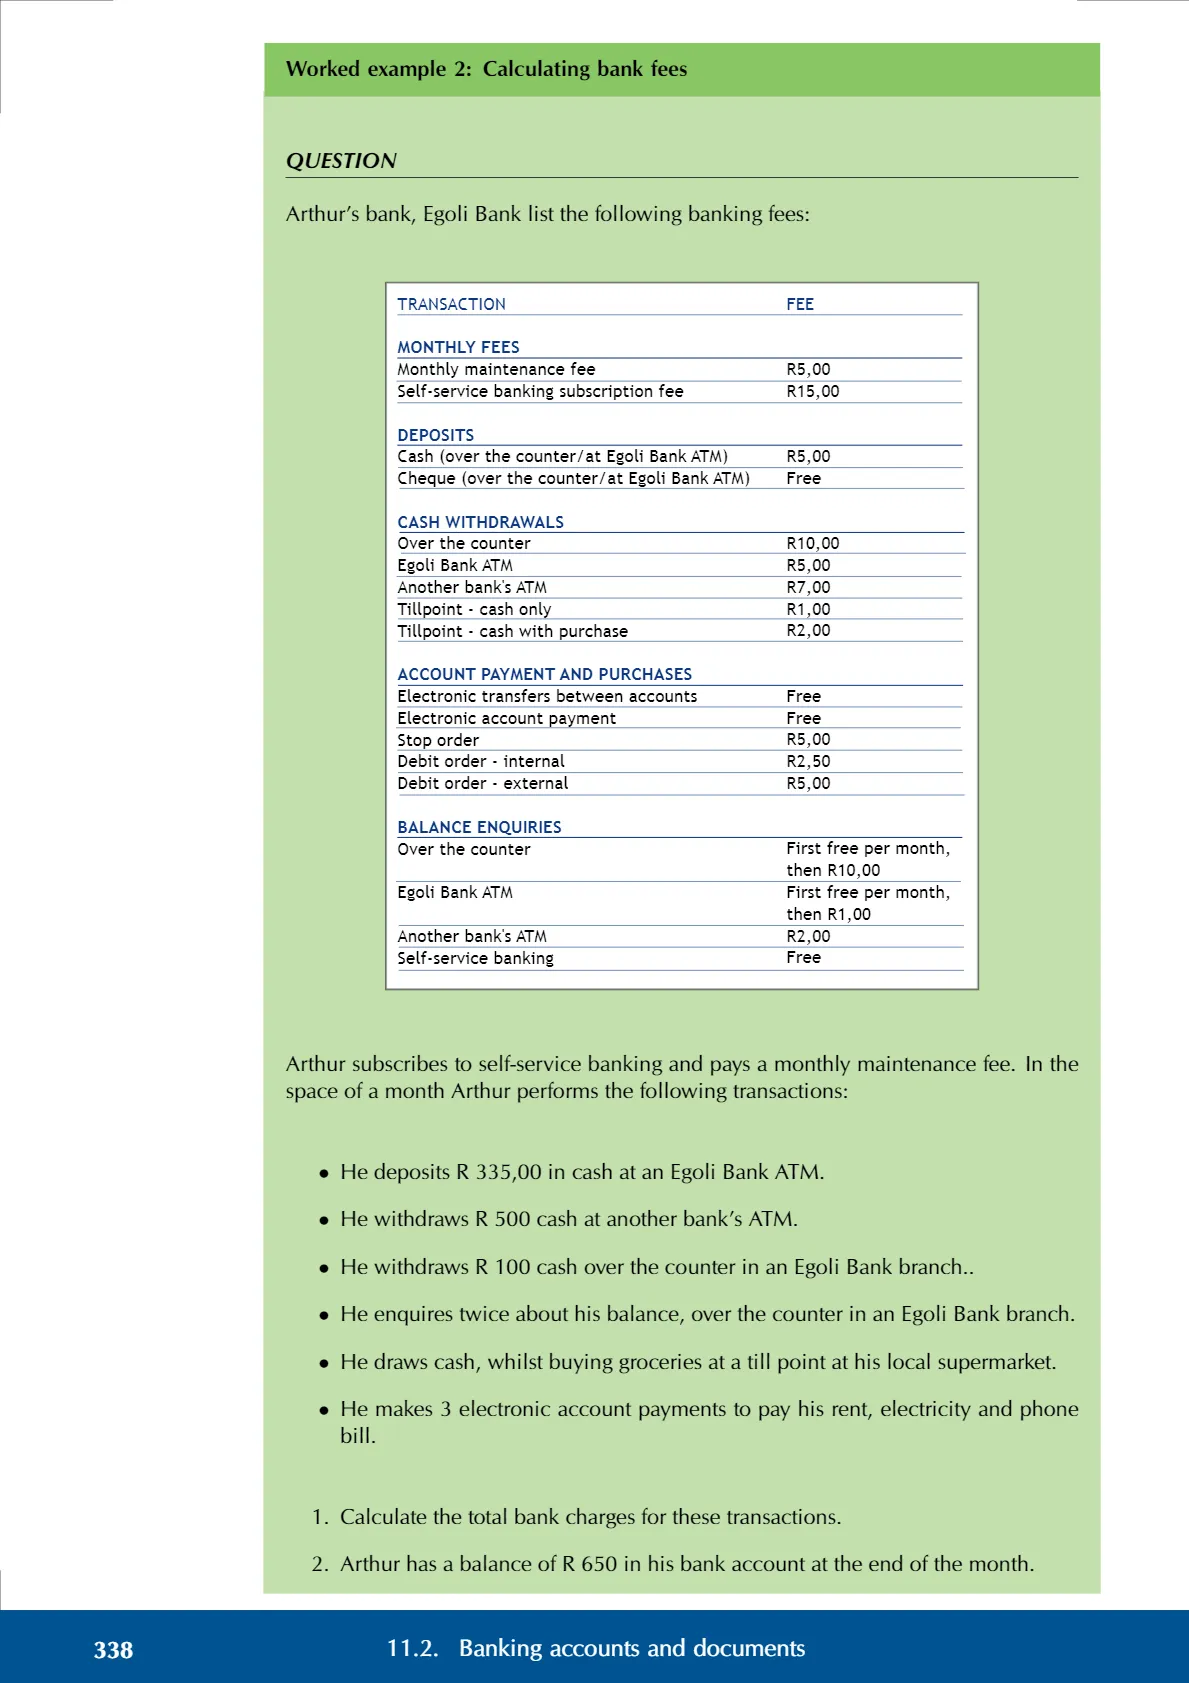 Worked example 2: Calculating bank fees
QUESTION
Arthur’s bank, Egoli Bank list the following banking fees:
TRANSACTION FEE
MONTHLY FEES
Monthly maintenance fee R5,00
Self-service banking subscription fee R15,00
DEPOSITS
Cash (over the counter/at Egoli Bank ATM) R5,00
Cheque (over the counter/at Egoli Bank ATM) Free
CASH WITHDRAWALS
Over the counter R10,00
Egoli Bank ATM R5,00
Another bank's ATM R7,00
Tillpoint - cash only R1,00
Tillpoint - cash with purchase R2,00
ACCOUNT PAYMENT AND PURCHASES
Electronic transfers between accounts Free
Electronic account payment Free
Stop order R5,00
Debit order - internal R2,50
Debit order - external R5,00
BALANCE ENQUIRIES
Over the counter First free per month,
then R10,00
Egoli Bank ATM First free per month,
then R1,00
Another bank's ATM R2,00
Self-service banking Free
Arthur subscribes to self-service banking and pays a monthly maintenance fee. In the
space of a month Arthur performs the following transactions:
• He deposits R 335,00 in cash at an Egoli Bank ATM.
• He withdraws R 500 cash at another bank’s ATM.
• He withdraws R 100 cash over the counter in an Egoli Bank branch..
• He enquires twice about his balance, over the counter in an Egoli Bank branch.
• He draws cash, whilst buying groceries at a till point at his local supermarket.
• He makes 3 electronic account payments to pay his rent, electricity and phone
bill.
1. Calculate the total bank charges for these transactions.
2. Arthur has a balance of R 650 in his bank account at the end of the month.
338 11.2. Banking accounts and documents